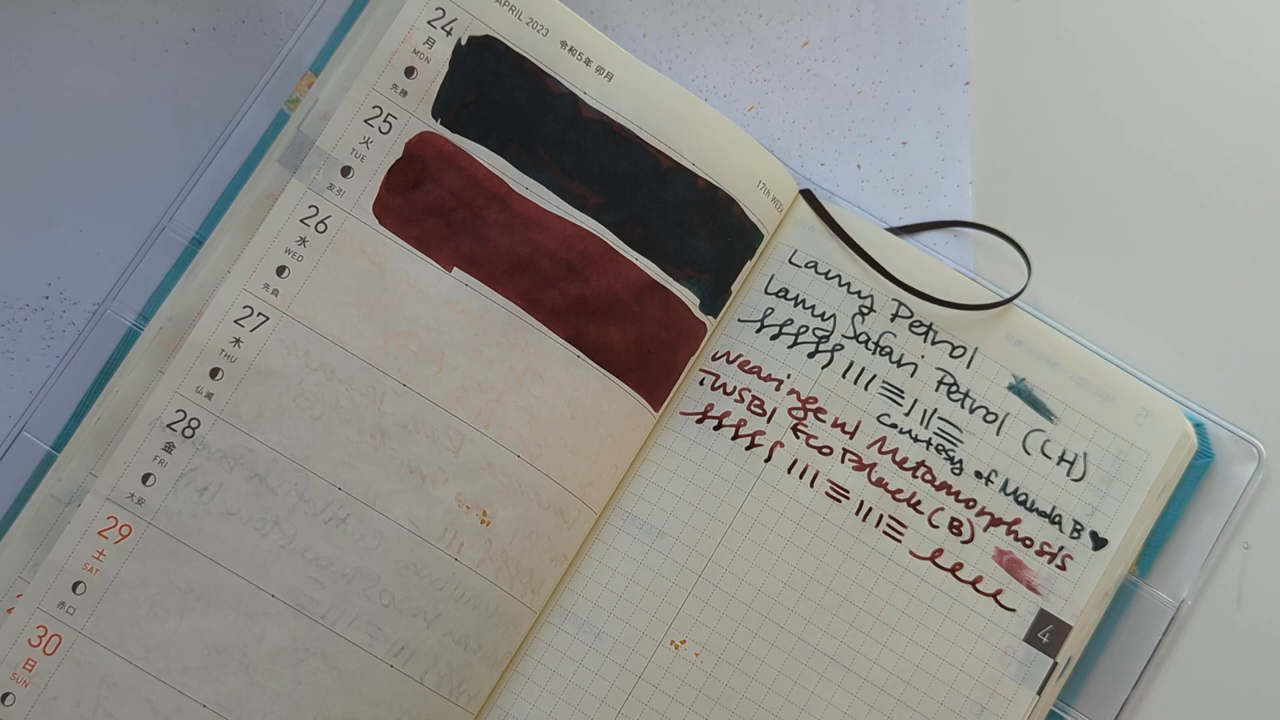 APRIL 2023 令和5年 卯月
17th WEEK
24
月
MON
先勝
25
火
TUE
友引
26
水
WED
先負
27
木
THU
仏滅
28
金
FRI
大安
29
土
SAT
赤口
30
日
SUN
Lamy Petrol
Lamy Safari Petrol (CH)
courtesy of Manda B
Wearingeul Metamorphosis
TWSBI Eco Black (B)
4